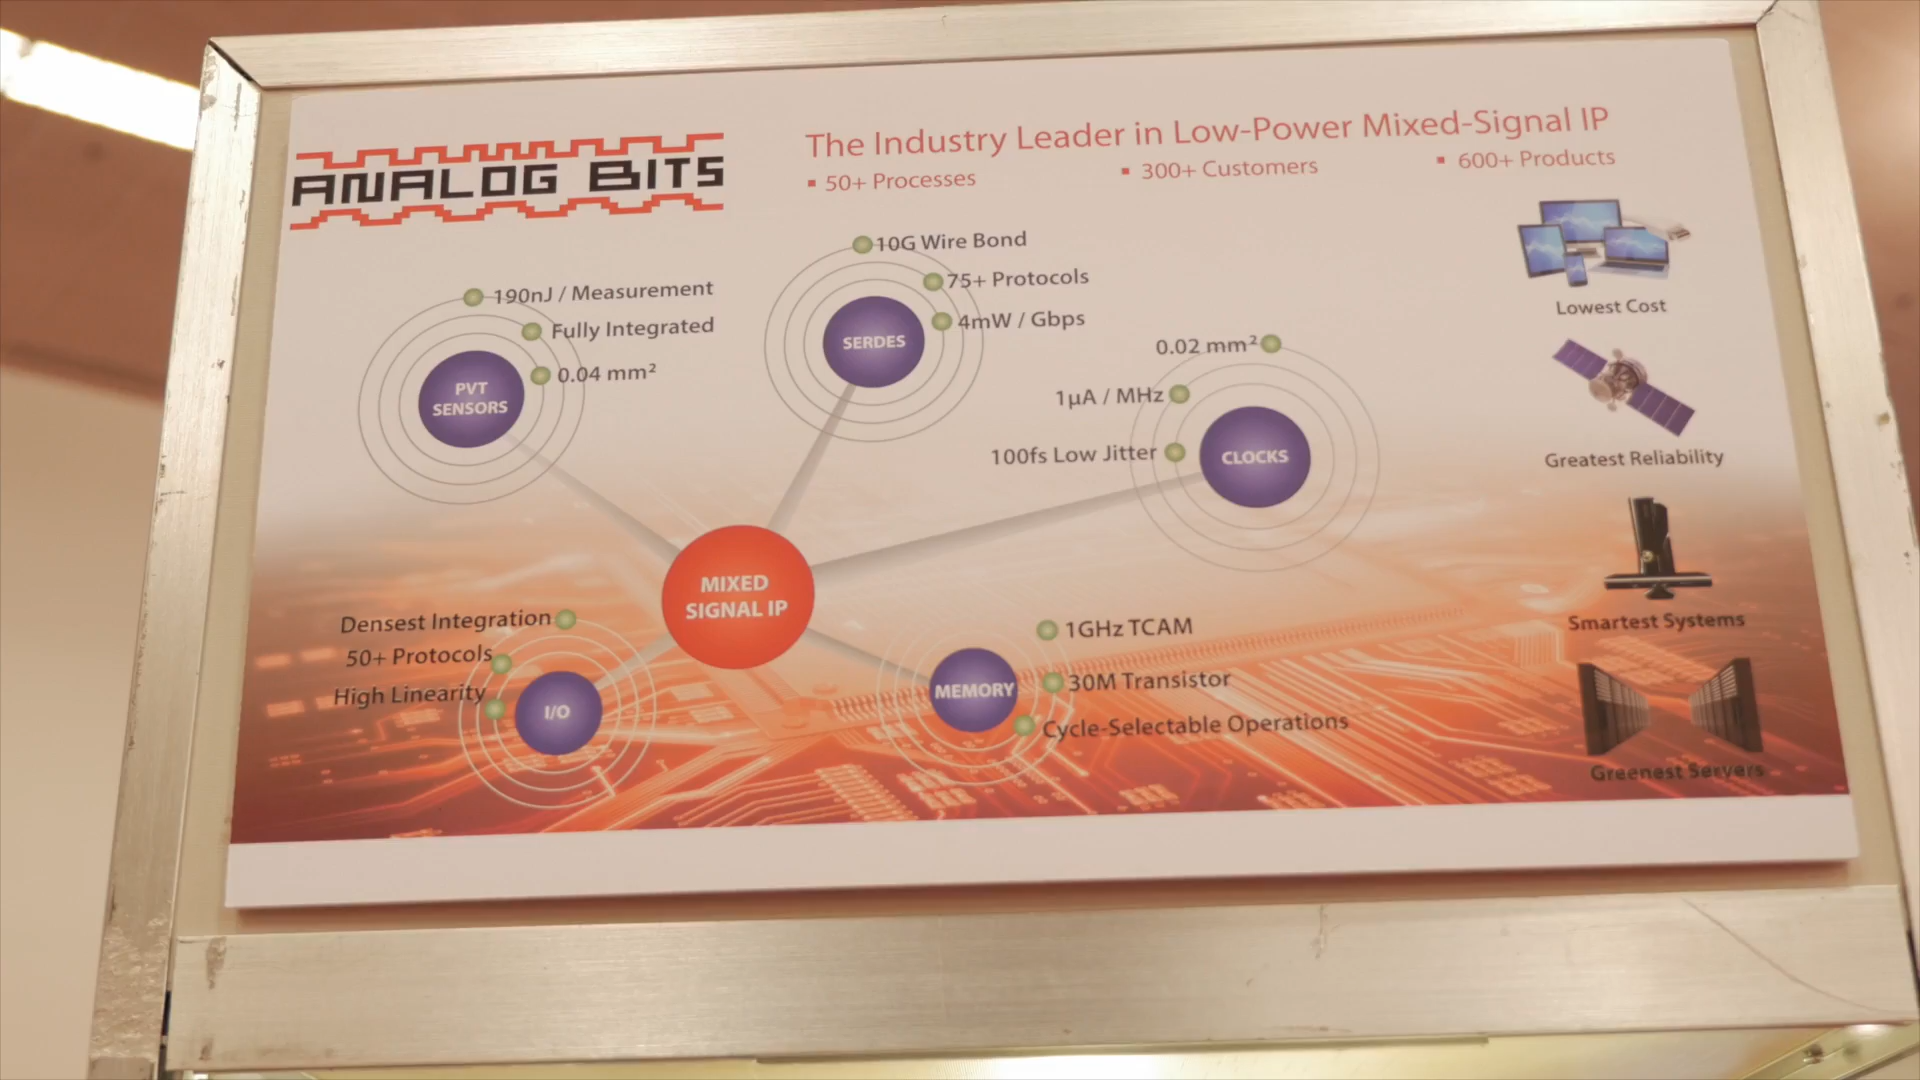 ANALOG BITS
The Industry Leader in Low-Power Mixed-Signal IP
▪ 50+ Processes
▪ 300+ Customers
▪ 600+ Products
190nJ / Measurement
Fully Integrated
0.04 mm²
PVT
SENSORS
10G Wire Bond
75+ Protocols
4mW / Gbps
SERDES
0.02 mm²
1µA / MHz
100fs Low Jitter
CLOCKS
MIXED
SIGNAL IP
Densest Integration
50+ Protocols
High Linearity
I/O
1GHz TCAM
30M Transistor
Cycle-Selectable Operations
MEMORY
Lowest Cost
Greatest Reliability
Smartest Systems
Greenest Servers